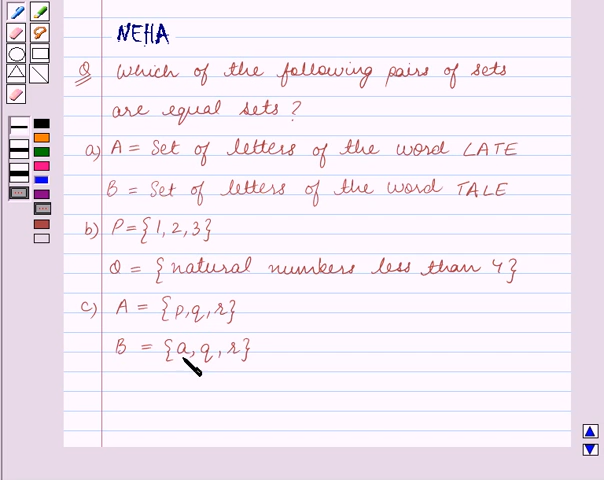 NEHA
Q Which of the following pairs of sets
are equal sets?
a) A = Set of letters of the word LATE
B = Set of letters of the word TALE
b) P = {1, 2, 3}
Q = {natural numbers less than 4}
c) A = {p, q, r}
B = {a, q, r}